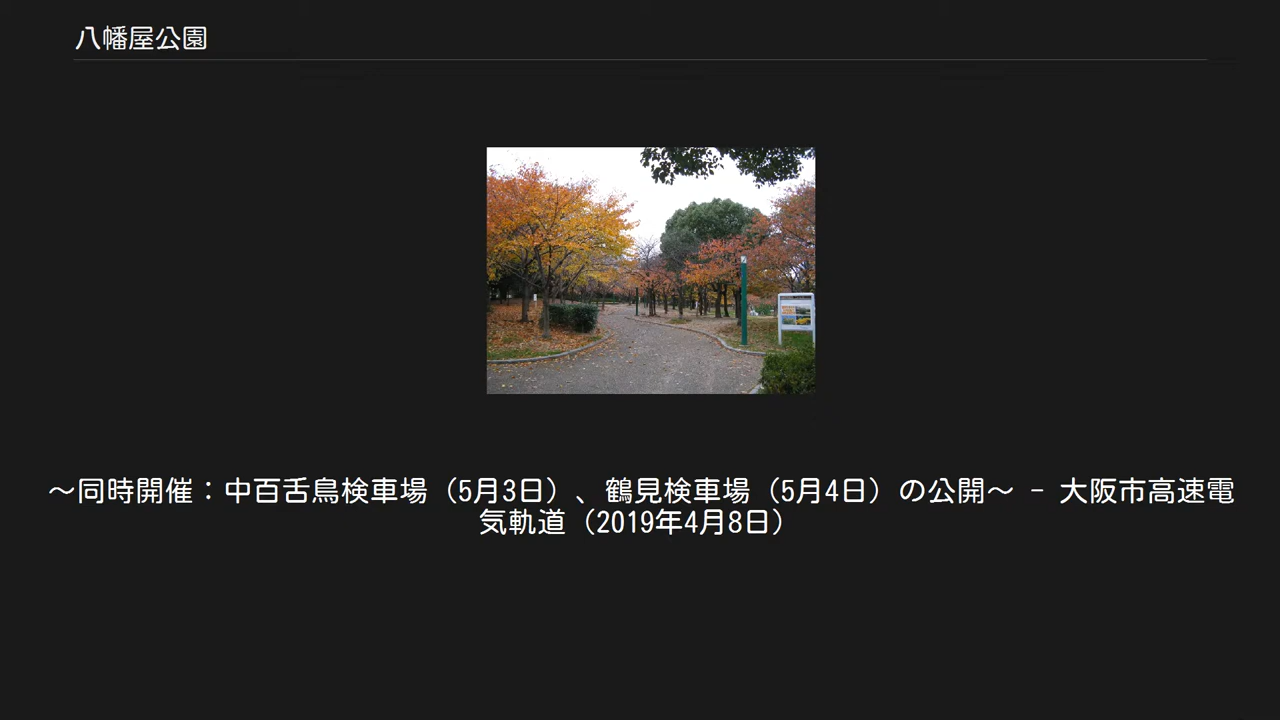 八幡屋公園
～同時開催：中百舌鳥検車場（5月3日）、鶴見検車場（5月4日）の公開～ - 大阪市高速電
気軌道（2019年4月8日）